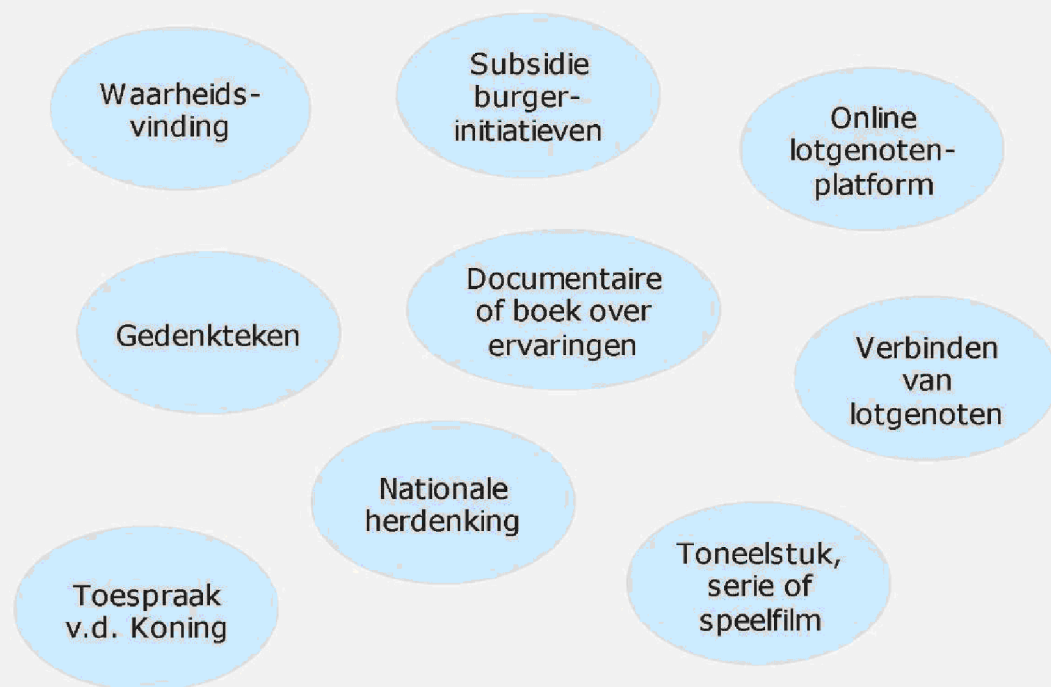 Waarheids-
vinding
Subsidie
burger-
initiatieven
Online
lotgenoten-
platform
Gedenkteken
Documentaire
of boek over
ervaringen
Verbinden
van
lotgenoten
Nationale
herdenking
Toespraak
v.d. Koning
Toneelstuk,
serie of
speelfilm